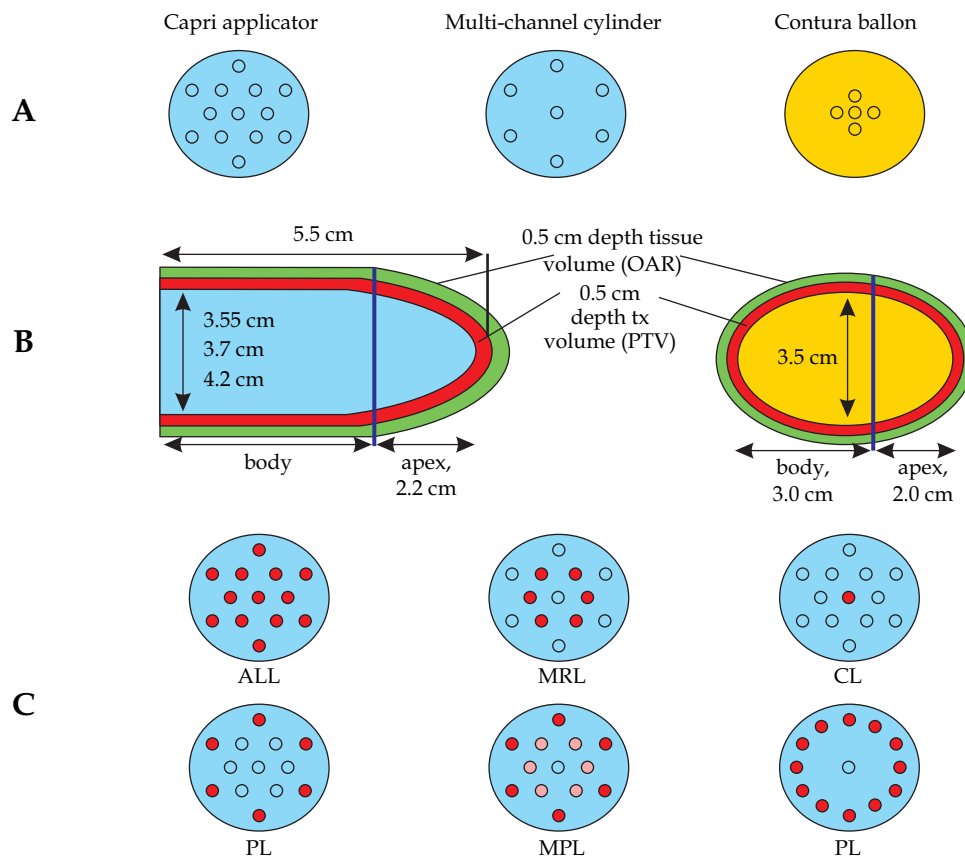 Capri applicator
Multi-channel cylinder
Contura ballon
A
5.5 cm
0.5 cm depth tissue
volume (OAR)
0.5 cm
depth tx
volume (PTV)
B
3.55 cm
3.7 cm
4.2 cm
3.5 cm
body
apex,
2.2 cm
body,
3.0 cm
apex,
2.0 cm
ALL
MRL
CL
C
PL
MPL
PL